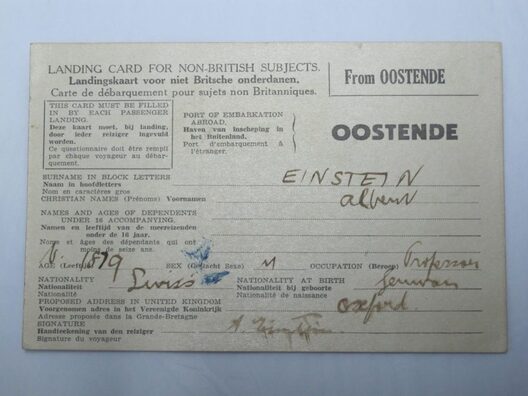 LANDING CARD FOR NON-BRITISH SUBJECTS.
Landingskaart voor niet Britsche onderdanen.
Carte de débarquement pour sujets non Britanniques.
From OOSTENDE
THIS CARD MUST BE FILLED
IN BY EACH PASSENGER
LANDING.
Deze kaart moet, bij landing,
door ieder reiziger ingevuld
worden.
Ce questionnaire doit être rempli
par chaque voyageur au débar-
quement.
PORT OF EMBARKATION
ABROAD.
Haven van inscheping in
het Buitenland.
Port d'embarquement à
l'étranger.
OOSTENDE
SURNAME IN BLOCK LETTERS EINSTEIN
Naam in hoofdletters
Nom en caractères gros
CHRISTIAN NAMES (Prénoms) Voornamen Albert
NAMES AND AGES OF DEPENDENTS
UNDER 16 ACCOMPANYING.
Namen en leeftijd van de meereizenden
onder de 16 jaar.
Noms et âges des dépendants qui ont
moins de seize ans.
AGE (Leeftijd) 1879 SEX (Geslacht Sexe) M OCCUPATION (Beroep) Professor
NATIONALITY Swiss NATIONALITY AT BIRTH German
Nationaliteit Nationaliteit bij geboorte
Nationalité Nationalité de naissance
PROPOSED ADDRESS IN UNITED KINGDOM Oxford.
Voorgenomen adres in het Vereenigde Koninkrijk
Adresse proposée dans la Grande-Bretagne
SIGNATURE A. Einstein
Handteekening van den reiziger
Signature du voyageur